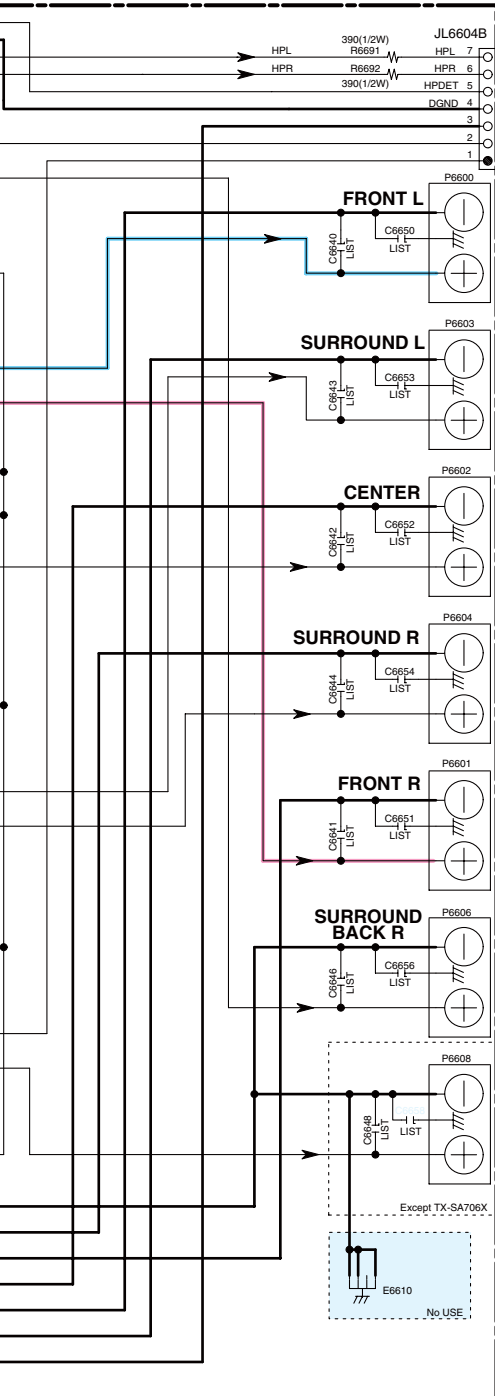 JL6604B
390(1/2W)
HPL R6691 HPL 7
HPR R6692 HPR 6
390(1/2W) HPDET 5
DGND 4
3
2
1
P6600
FRONT L
C6640 LIST
C6650
LIST
P6603
SURROUND L
C6643 LIST
C6653
LIST
P6602
CENTER
C6642 LIST
C6652
LIST
P6604
SURROUND R
C6644 LIST
C6654
LIST
P6601
FRONT R
C6641 LIST
C6651
LIST
P6606
SURROUND
BACK R
C6646 LIST
C6656
LIST
P6608
C6648 LIST
LIST
Except TX-SA706X
E6610
No USE